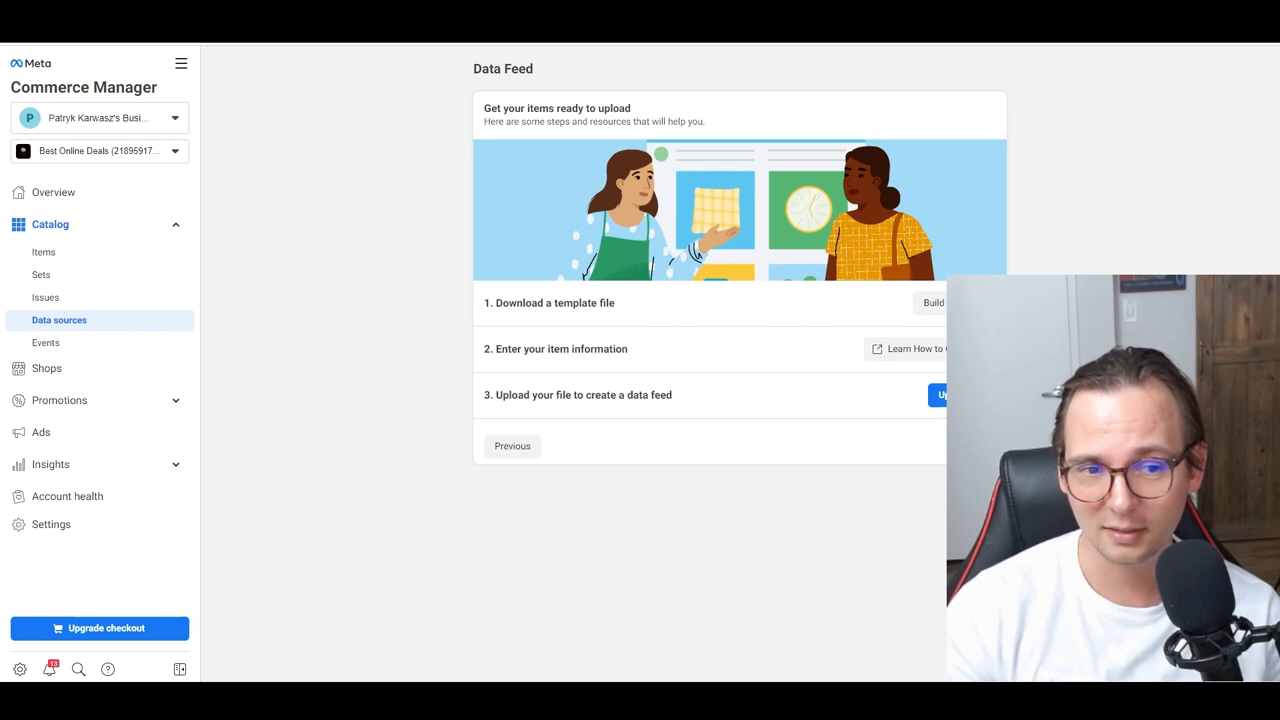 Meta
Commerce Manager
P Patryk Karwasz's Busi...
Best Online Deals (21895917...
Overview
Catalog
Items
Sets
Issues
Data sources
Events
Shops
Promotions
Ads
Insights
Account health
Settings
Upgrade checkout
13
Data Feed
Get your items ready to upload
Here are some steps and resources that will help you.
1. Download a template file
Build
2. Enter your item information
Learn How to
3. Upload your file to create a data feed
Previous